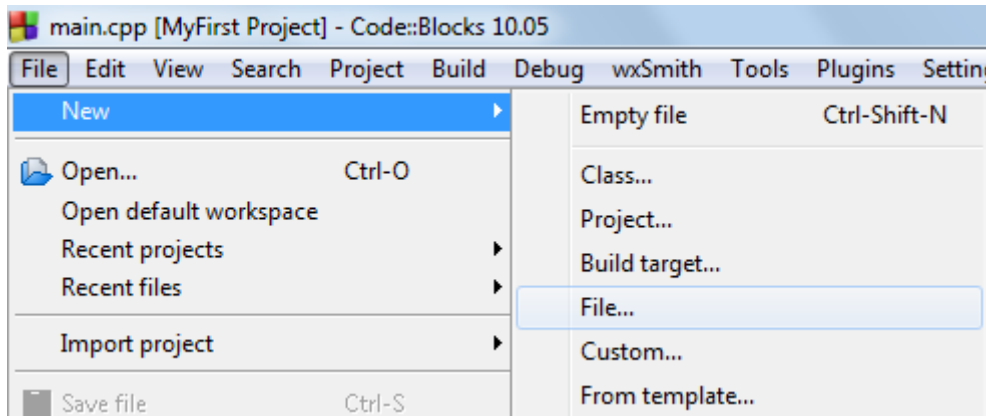 main.cpp [MyFirst Project] - Code::Blocks 10.05
File Edit View Search Project Build Debug wxSmith Tools Plugins
New
Open... Ctrl-O
Open default workspace
Recent projects
Recent files
Import project
Save file Ctrl-S
Empty file Ctrl-Shift-N
Class...
Project...
Build target...
File...
Custom...
From template...